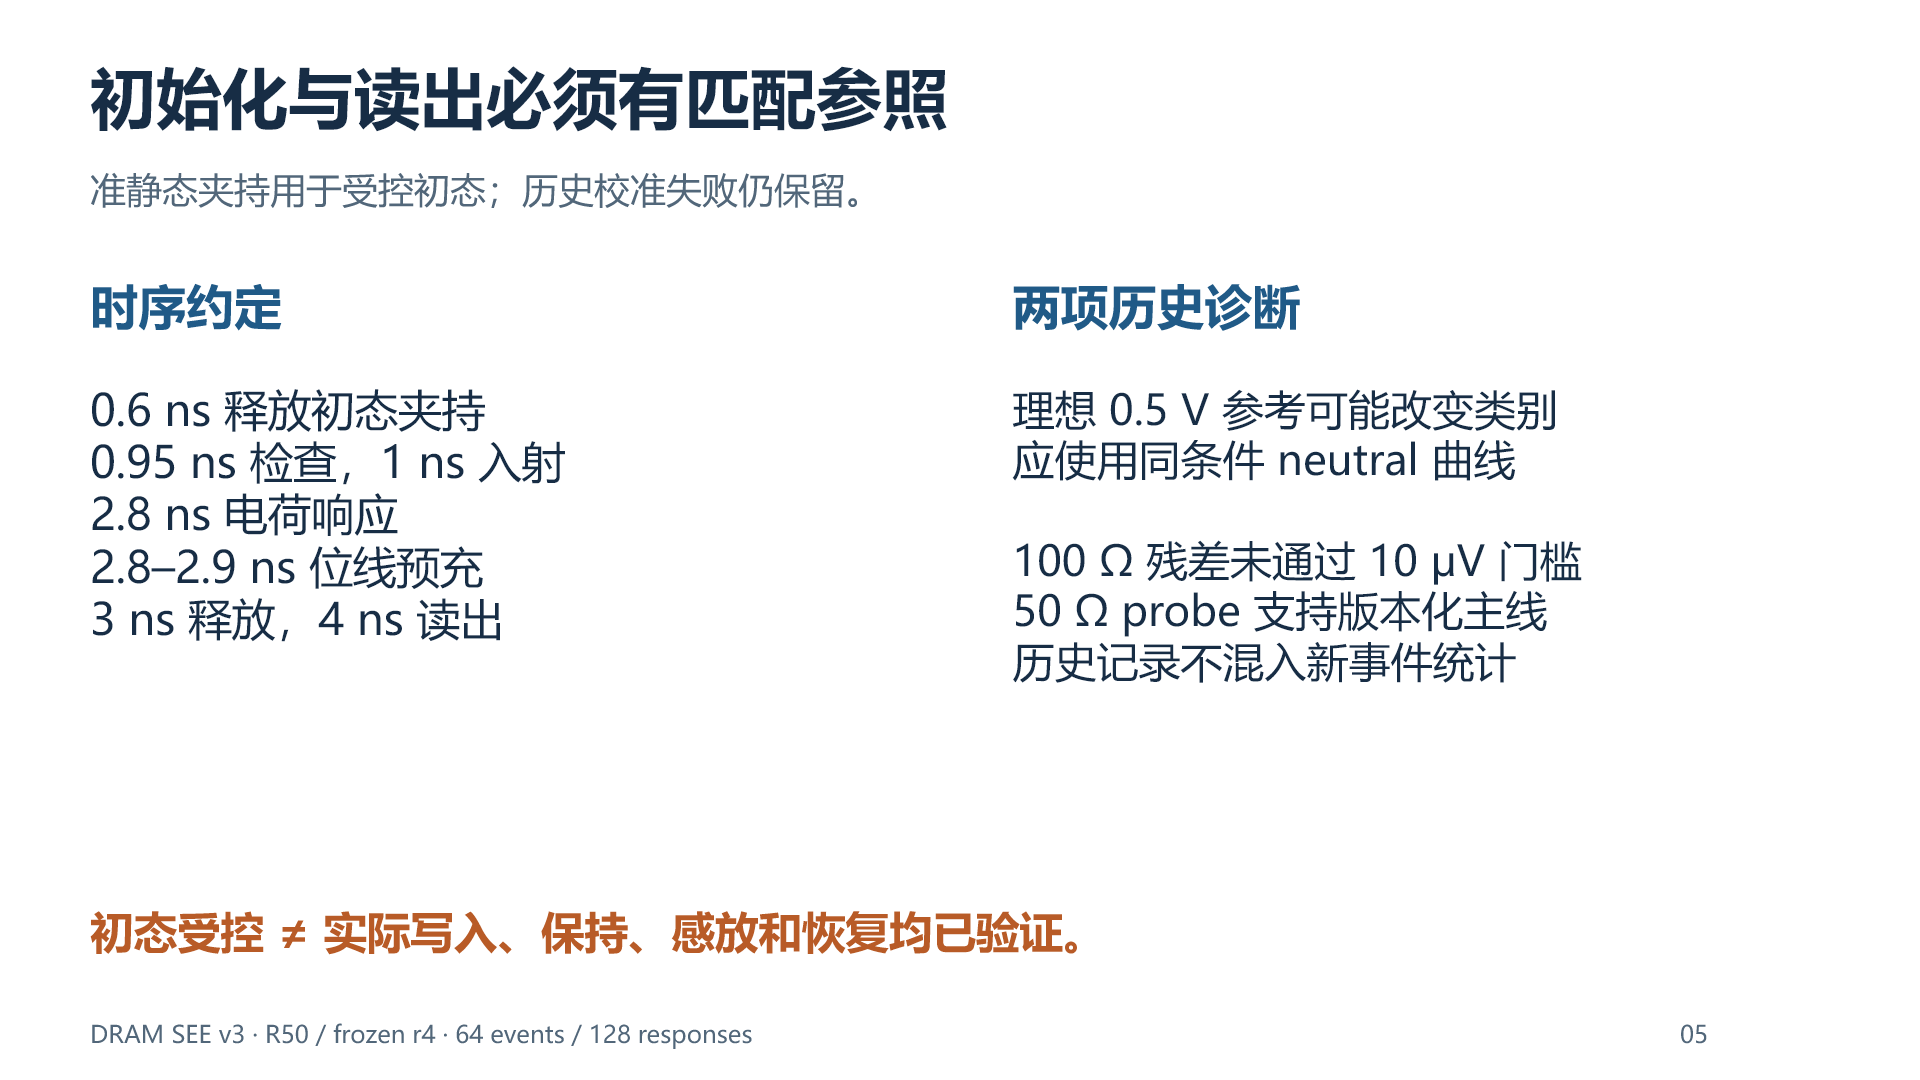 初始化与读出必须有匹配参照
准静态夹持用于受控初态；历史校准失败仍保留。
时序约定
0.6 ns 释放初态夹持
0.95 ns 检查，1 ns 入射
2.8 ns 电荷响应
2.8–2.9 ns 位线预充
3 ns 释放，4 ns 读出
两项历史诊断
理想 0.5 V 参考可能改变类别
应使用同条件 neutral 曲线
100 Ω 残差未通过 10 μV 门槛
50 Ω probe 支持版本化主线
历史记录不混入新事件统计
初态受控 ≠ 实际写入、保持、感放和恢复均已验证。
DRAM SEE v3 · R50 / frozen r4 · 64 events / 128 responses
05